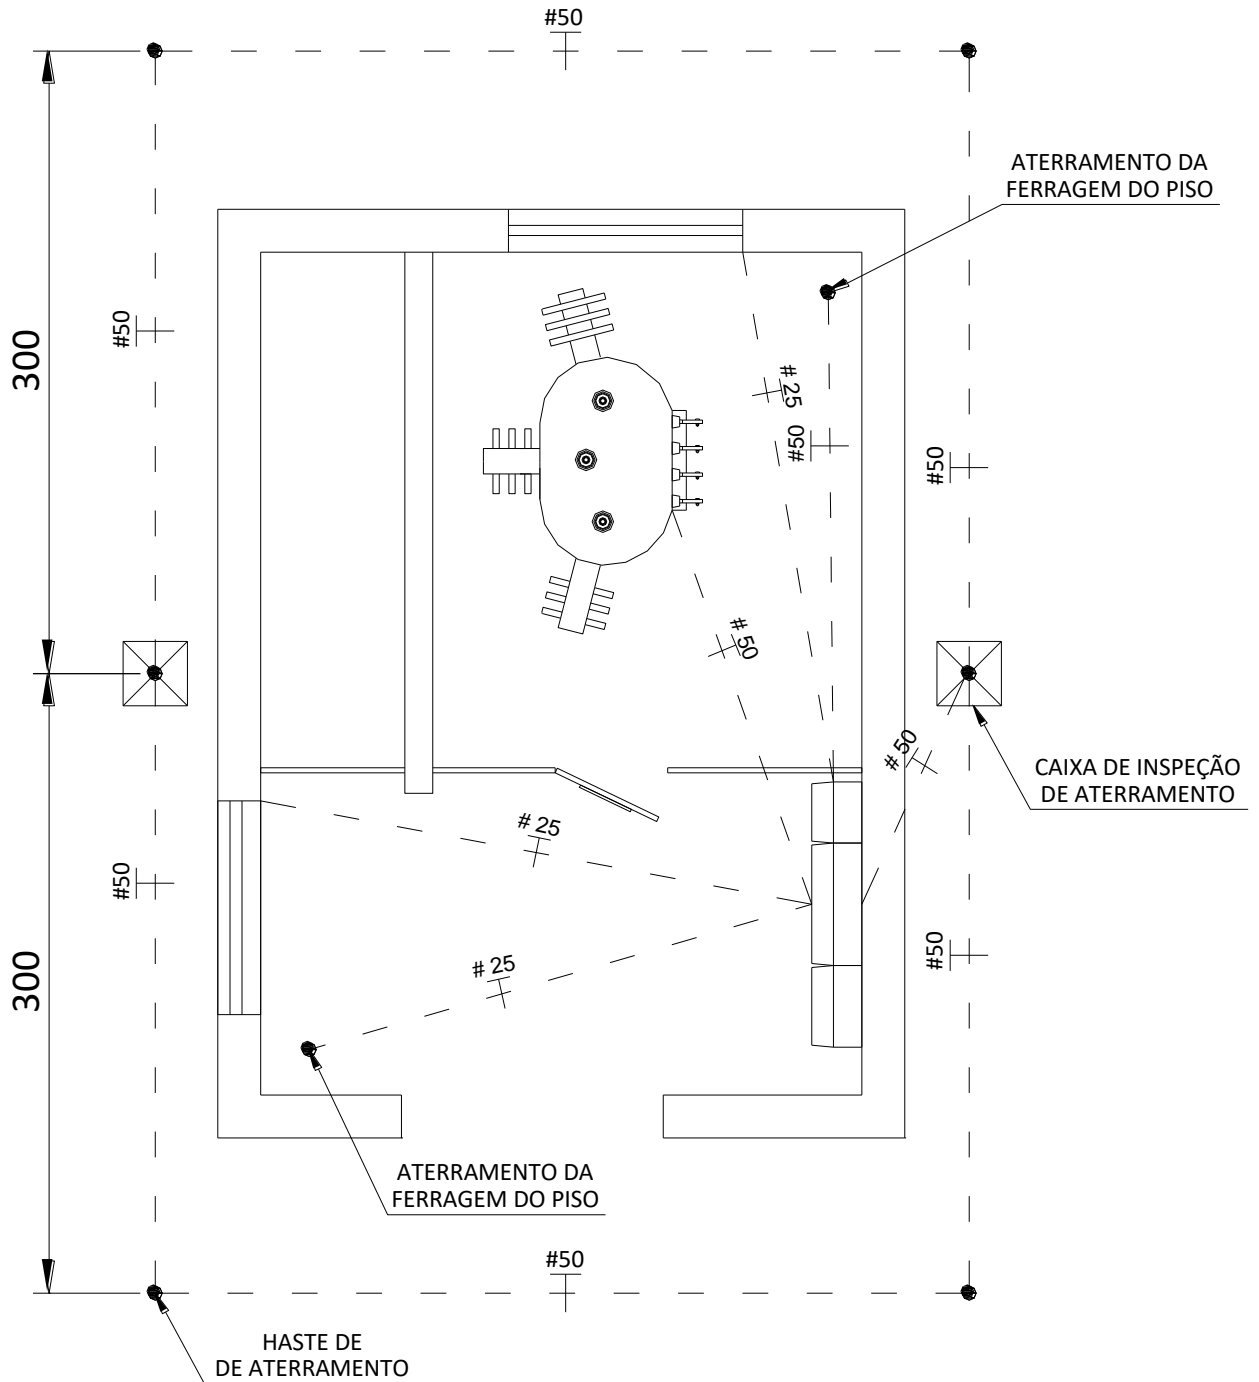 #50
ATERRAMENTO DA
FERRAGEM DO PISO
#50
300
# 25
#50
#50
# 50
# 50
CAIXA DE INSPEÇÃO
DE ATERRAMENTO
# 25
#50
#50
# 25
300
ATERRAMENTO DA
FERRAGEM DO PISO
#50
HASTE DE
DE ATERRAMENTO